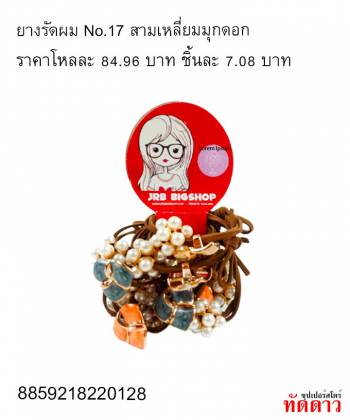 ยางรัดผม No.17 สามเหลี่ยมมุกดอก
ราคาโหลละ 84.96 บาท ชิ้นละ 7.08 บาท
Lorem Ipsum
JRB BIGSHOP
8859218220128
ซุปเปอร์สโตร์
ทัดดาว